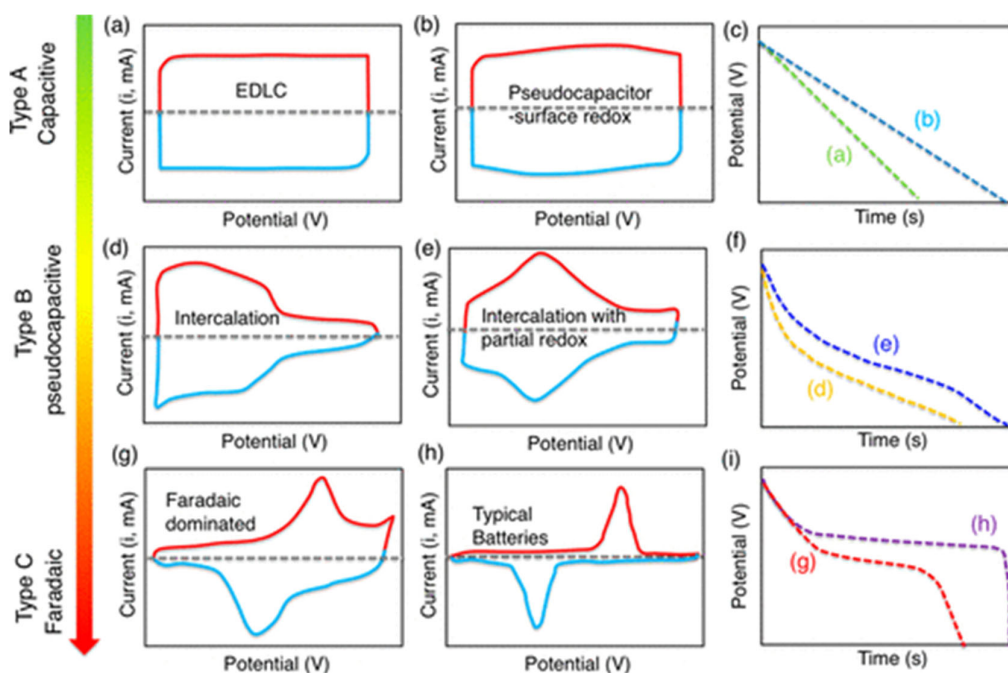 Type A
Capacitive
(a)
Current (i, mA)
EDLC
Potential (V)
(b)
Current (i, mA)
Pseudocapacitor
-surface redox
Potential (V)
(c)
Potential (V)
(b)
(a)
Time (s)
Type B
pseudocapacitive
(d)
Current (i, mA)
Intercalation
Potential (V)
(e)
Current (i, mA)
Intercalation with
partial redox
Potential (V)
(f)
Potential (V)
(e)
(d)
Time (s)
Type C
Faradaic
(g)
Current (i, mA)
Faradaic
dominated
Potential (V)
(h)
Current (i, mA)
Typical
Batteries
Potential (V)
(i)
Potential (V)
(h)
(g)
Time (s)